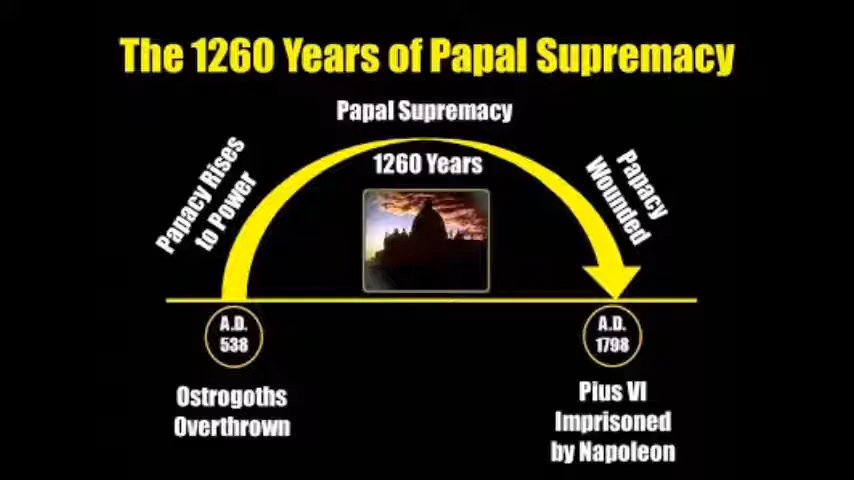 The 1260 Years of Papal Supremacy
Papal Supremacy
1260 Years
Papacy Rises
to Power
Papacy
Wounded
A.D.
538
A.D.
1798
Ostrogoths
Overthrown
Pius VI
Imprisoned
by Napoleon